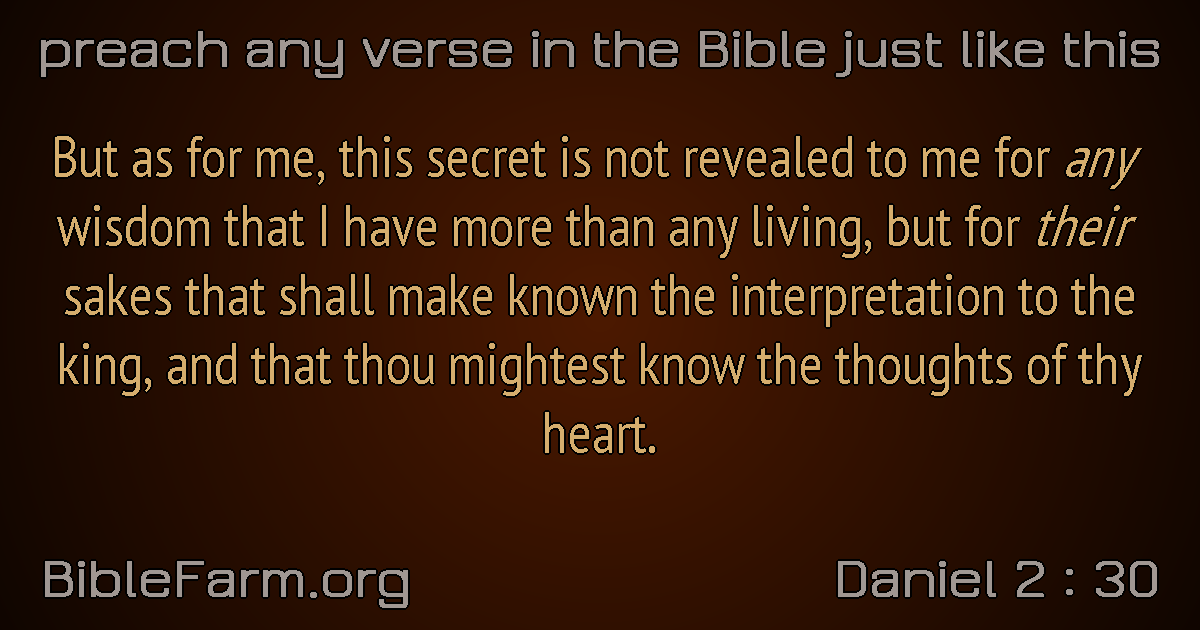 preach any verse in the Bible just like this
But as for me, this secret is not revealed to me for any
wisdom that I have more than any living, but for their
sakes that shall make known the interpretation to the
king, and that thou mightest know the thoughts of thy
heart.
BibleFarm.org
Daniel 2 : 30